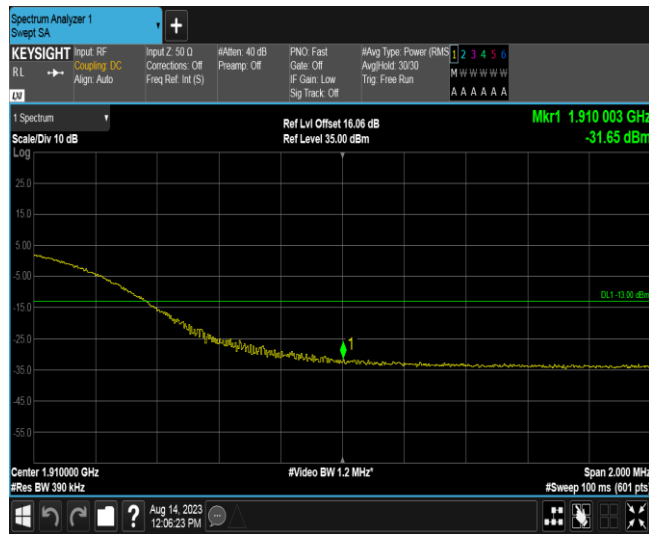 Spectrum Analyzer 1
Swept SA
KEYSIGHT
RL
LXI
Input: RF
Coupling: DC
Align: Auto
Input Z: 50 Ω
Corrections: Off
Freq Ref: Int (S)
#Atten: 40 dB
Preamp: Off
PNO: Fast
Gate: Off
IF Gain: Low
Sig Track: Off
#Avg Type: Power (RMS
Avg|Hold: 30/30
Trig: Free Run
1 2 3 4 5 6
M W W W W W
A A A A A A
1 Spectrum
Scale/Div 10 dB
Log
Ref Lvl Offset 16.06 dB
Ref Level 35.00 dBm
Mkr1 1.910 003 GHz
-31.65 dBm
25.0
15.0
5.00
-5.00
-15.0
-25.0
-35.0
-45.0
-55.0
DL1 -13.00 dBm
1
Center 1.910000 GHz
#Res BW 390 kHz
#Video BW 1.2 MHz*
Span 2.000 MHz
#Sweep 100 ms (601 pts
?
Aug 14, 2023
12:06:23 PM